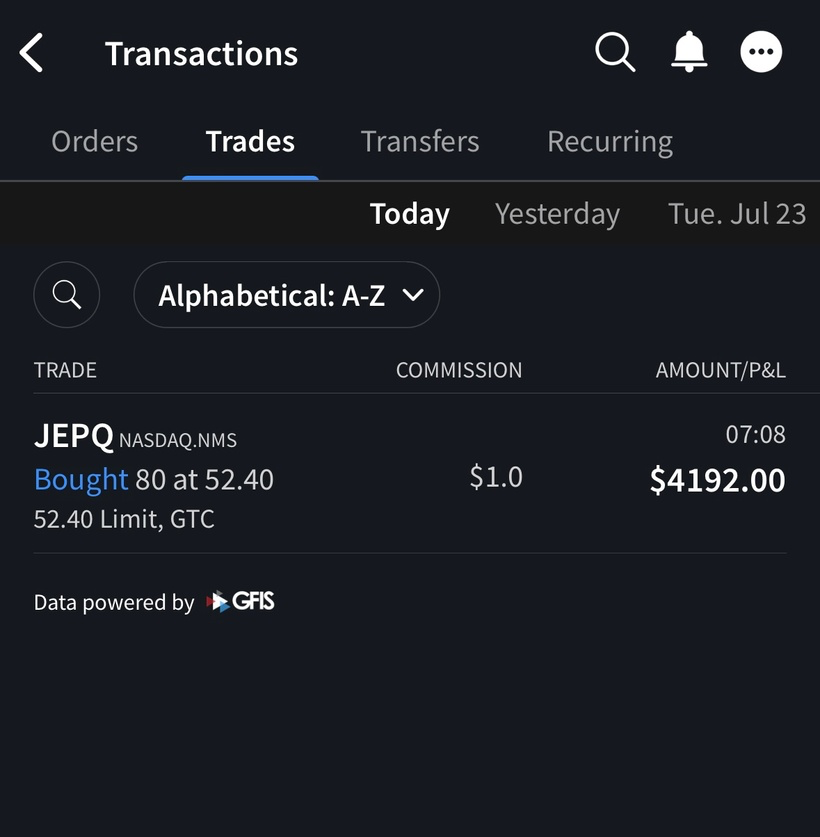 Transactions
Orders Trades Transfers Recurring
Today Yesterday Tue. Jul 23
Alphabetical: A-Z
TRADE COMMISSION AMOUNT/P&L
JEPQ NASDAQ.NMS 07:08
Bought 80 at 52.40 $1.0 $4192.00
52.40 Limit, GTC
Data powered by GFIS